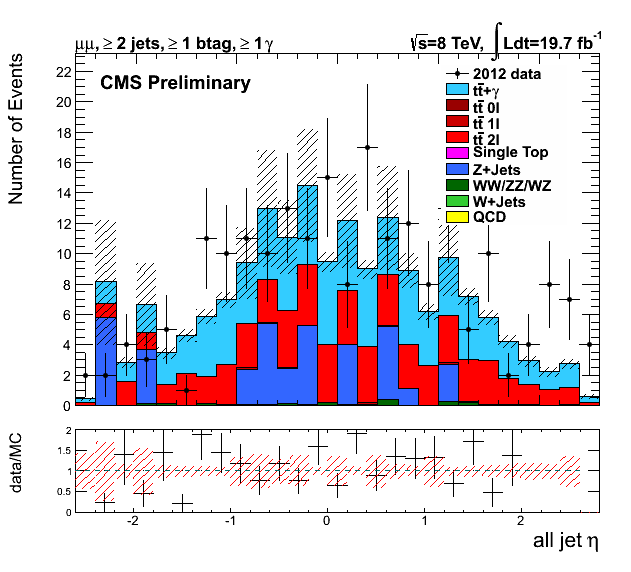 μμ, ≥ 2 jets, ≥ 1 btag, ≥ 1 γ
√s=8 TeV, ∫ Ldt=19.7 fb⁻¹
Number of Events
CMS Preliminary
2012 data
tt̄+γ
tt̄ 0l
tt̄ 1l
tt̄ 2l
Single Top
Z+Jets
WW/ZZ/WZ
W+Jets
QCD
22
20
18
16
14
12
10
8
6
4
2
0
data/MC
2
1.5
1
0.5
0
-2 -1 0 1 2
all jet η